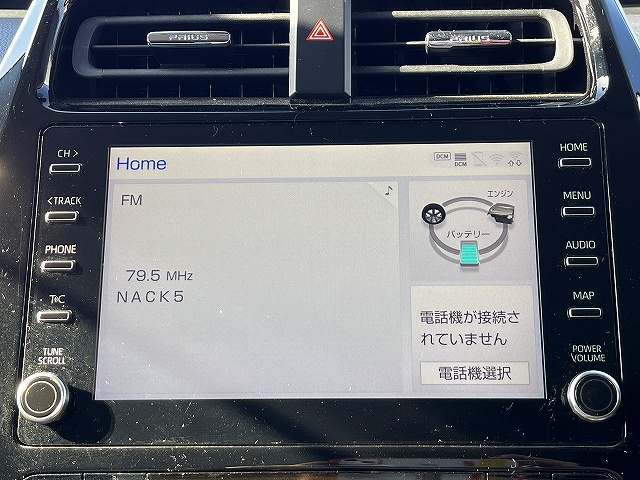 PRIUS
PRIUS
CH >
<TRACK
PHONE
T&C
TUNE
SCROLL
Home
DCM
DCM
FM
79.5 MHz
NACK5
エンジン
バッテリー
電話機が接続さ
れていません
電話機選択
HOME
MENU
AUDIO
MAP
POWER
VOLUME